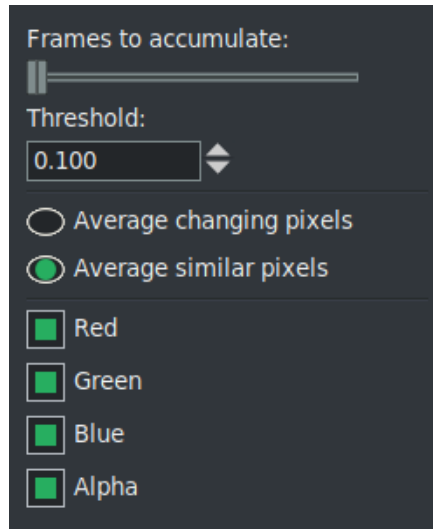 Frames to accumulate:
Threshold:
0.100
Average changing pixels
Average similar pixels
Red
Green
Blue
Alpha